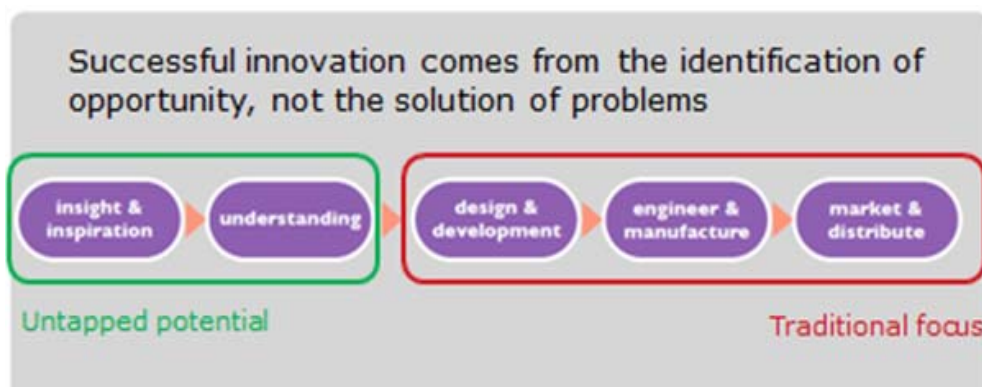 Successful innovation comes from the identification of
opportunity, not the solution of problems
insight &
inspiration
understanding
design &
development
engineer &
manufacture
market &
distribute
Untapped potential
Traditional focus